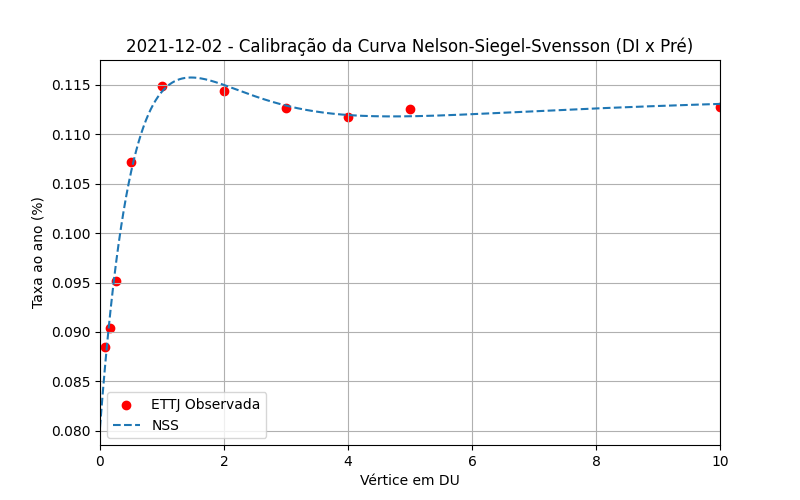 2021-12-02 - Calibração da Curva Nelson-Siegel-Svensson (DI x Pré)
Taxa ao ano (%)
0.115
0.110
0.105
0.100
0.095
0.090
0.085
0.080
ETTJ Observada
NSS
0 2 4 6 8 10
Vértice em DU